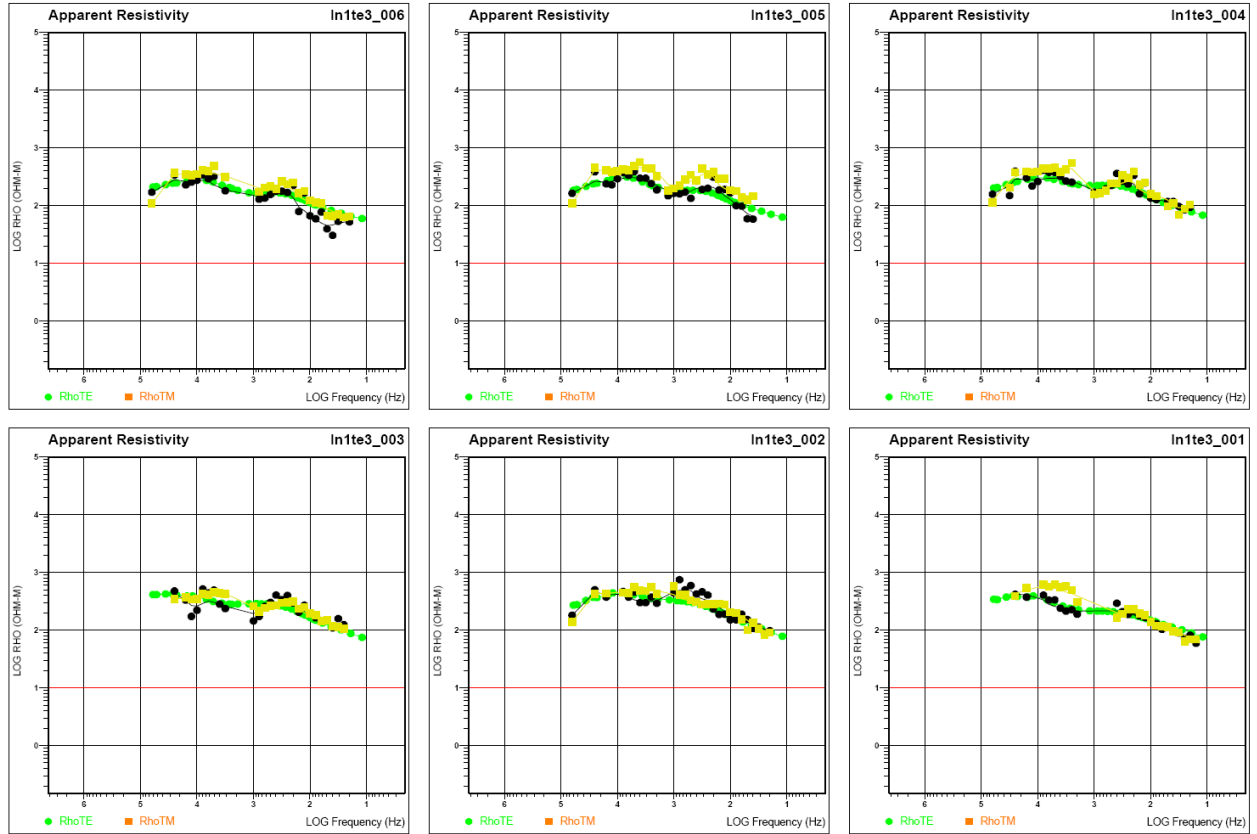 Apparent Resistivity In1te3_006
5
4
3
2
1
0
LOG RHO (OHM-M)
6 5 4 3 2 1
RhoTE RhoTM LOG Frequency (Hz)
Apparent Resistivity In1te3_005
5
4
3
2
1
0
LOG RHO (OHM-M)
6 5 4 3 2 1
RhoTE RhoTM LOG Frequency (Hz)
Apparent Resistivity In1te3_004
5
4
3
2
1
0
LOG RHO (OHM-M)
6 5 4 3 2 1
RhoTE RhoTM LOG Frequency (Hz)
Apparent Resistivity In1te3_003
5
4
3
2
1
0
LOG RHO (OHM-M)
6 5 4 3 2 1
RhoTE RhoTM LOG Frequency (Hz)
Apparent Resistivity In1te3_002
5
4
3
2
1
0
LOG RHO (OHM-M)
6 5 4 3 2 1
RhoTE RhoTM LOG Frequency (Hz)
Apparent Resistivity In1te3_001
5
4
3
2
1
0
LOG RHO (OHM-M)
6 5 4 3 2 1
RhoTE RhoTM LOG Frequency (Hz)